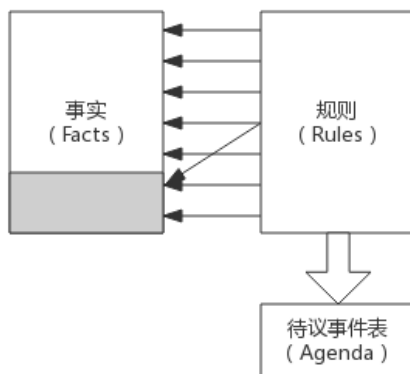 事实
（Facts）
规则
（Rules）
待议事件表
（Agenda）